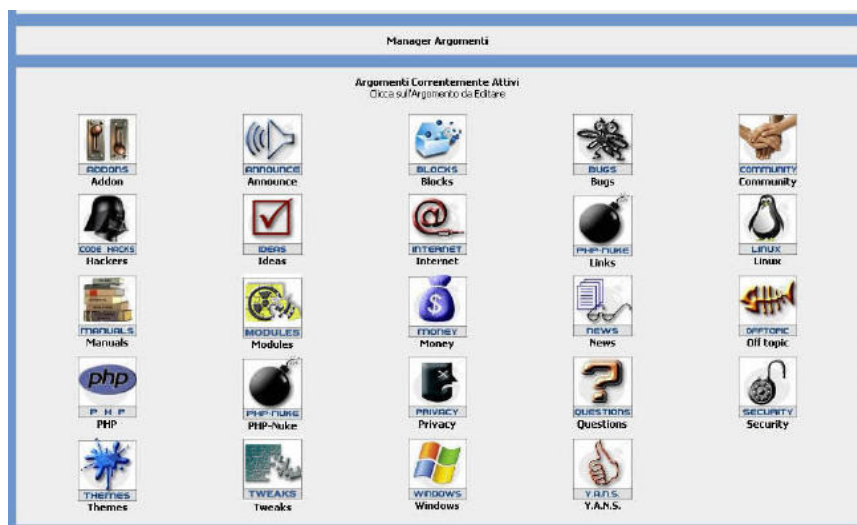 Manager Argomenti
Argomenti Correntemente Attivi
Clicca sull'Argomento da Editare
ADDONS ANNOUNCE BLOCKS BUGS COMMUNITY
Addon Announce Blocks Bugs Community
CODE HACKS IDEAS INTERNET PHP-NUKE LINUX
Hackers Ideas Internet Links Linux
MANUALS MODULES MONEY NEWS OFFTOPIC
Manuals Modules Money News Off topic
php
PHP PHP-NUKE PRIVACY QUESTIONS SECURITY
PHP PHP-Nuke Privacy Questions Security
THEMES TWEAKS WINDOWS Y.A.N.S.
Themes Tweaks Windows Y.A.N.S.